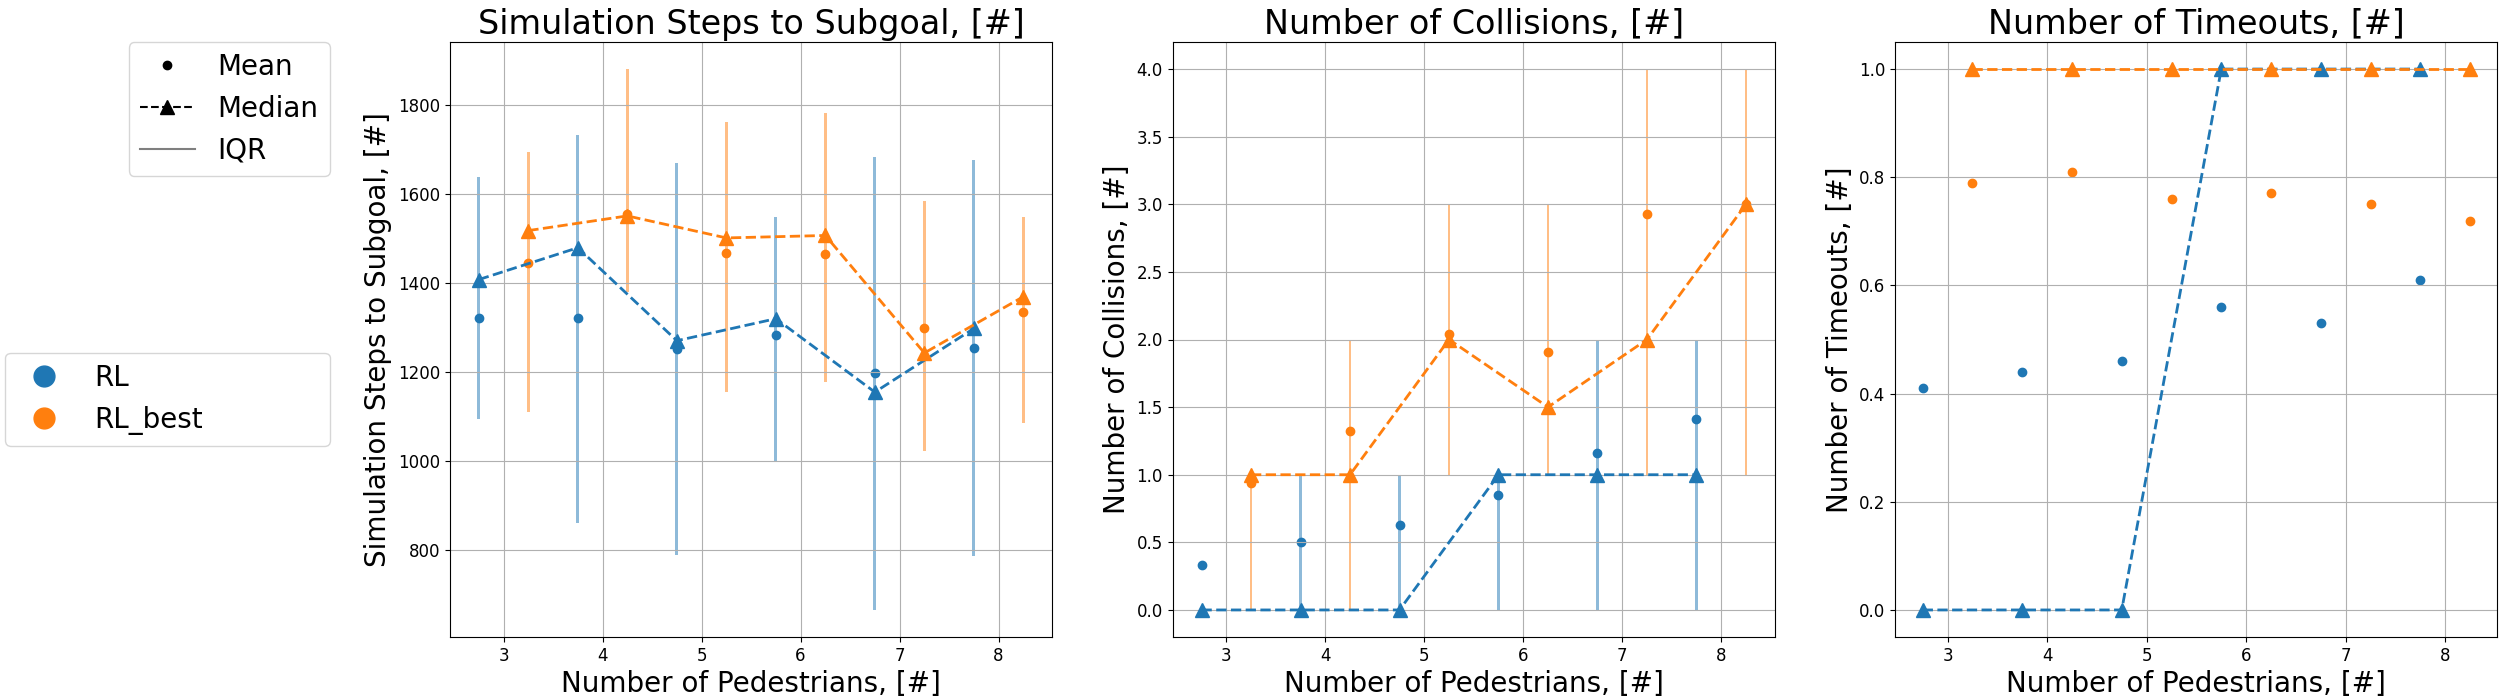 Mean
Median
IQR
RL
RL_best
Simulation Steps to Subgoal, [#]
Simulation Steps to Subgoal, [#]
1800
1600
1400
1200
1000
800
3 4 5 6 7 8
Number of Pedestrians, [#]
Number of Collisions, [#]
Number of Collisions, [#]
4.0
3.5
3.0
2.5
2.0
1.5
1.0
0.5
0.0
3 4 5 6 7 8
Number of Pedestrians, [#]
Number of Timeouts, [#]
Number of Timeouts, [#]
1.0
0.8
0.6
0.4
0.2
0.0
3 4 5 6 7 8
Number of Pedestrians, [#]